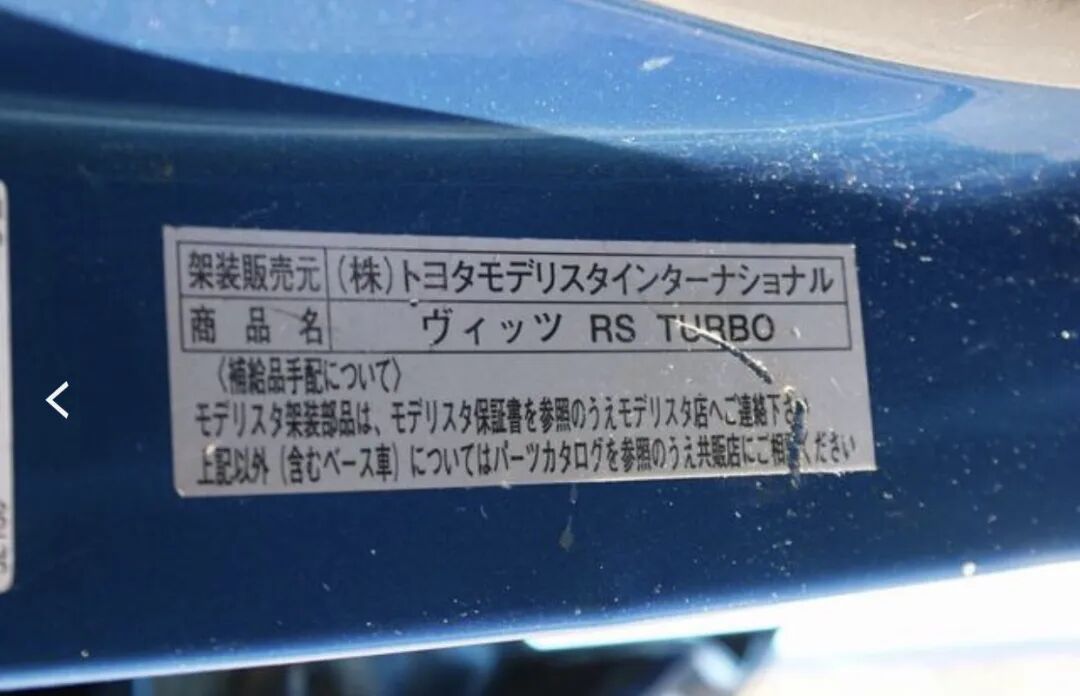 架装販売元 (株)トヨタモデリスタインターナショナル
商品名 ヴィッツ RS TURBO
〈補給品手配について〉
モデリスタ架装部品は、モデリスタ保証書を参照のうえモデリスタ店へご連絡下さい
上記以外(含むベース車)についてはパーツカタログを参照のうえ共販店にご相談ください